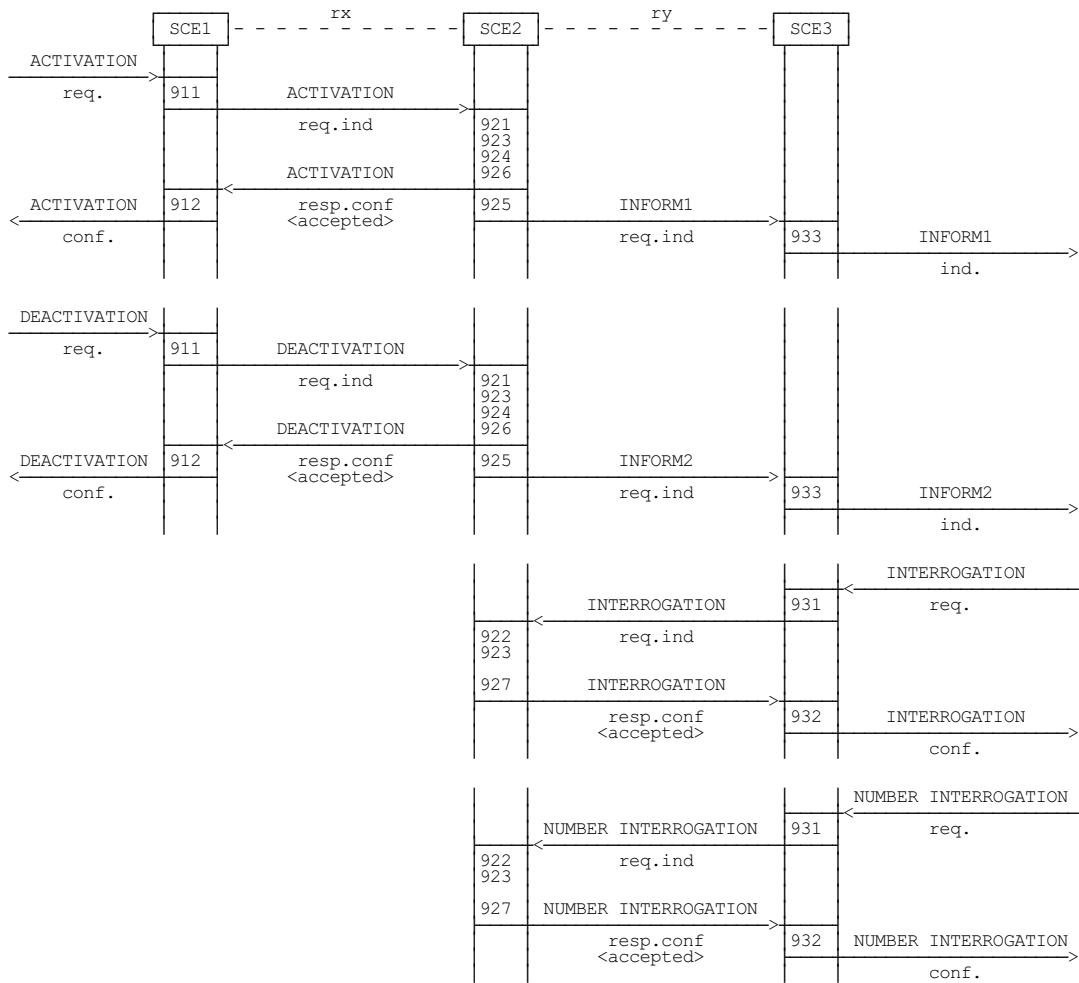 rx ry
SCE1 SCE2 SCE3
ACTIVATION
req. 911 ACTIVATION
req.ind 921
923
924
ACTIVATION 926
ACTIVATION 912 resp.conf 925 INFORM1
<accepted>
conf. req.ind 933 INFORM1
ind.
DEACTIVATION
req. 911 DEACTIVATION
req.ind 921
923
924
DEACTIVATION 926
DEACTIVATION 912 resp.conf 925 INFORM2
<accepted>
conf. req.ind 933 INFORM2
ind.
INTERROGATION
INTERROGATION 931 req.
922 req.ind
923
927 INTERROGATION
resp.conf 932 INTERROGATION
<accepted>
conf.
NUMBER INTERROGATION
NUMBER INTERROGATION 931 req.
922 req.ind
923
927 NUMBER INTERROGATION
resp.conf 932 NUMBER INTERROGATION
<accepted>
conf.